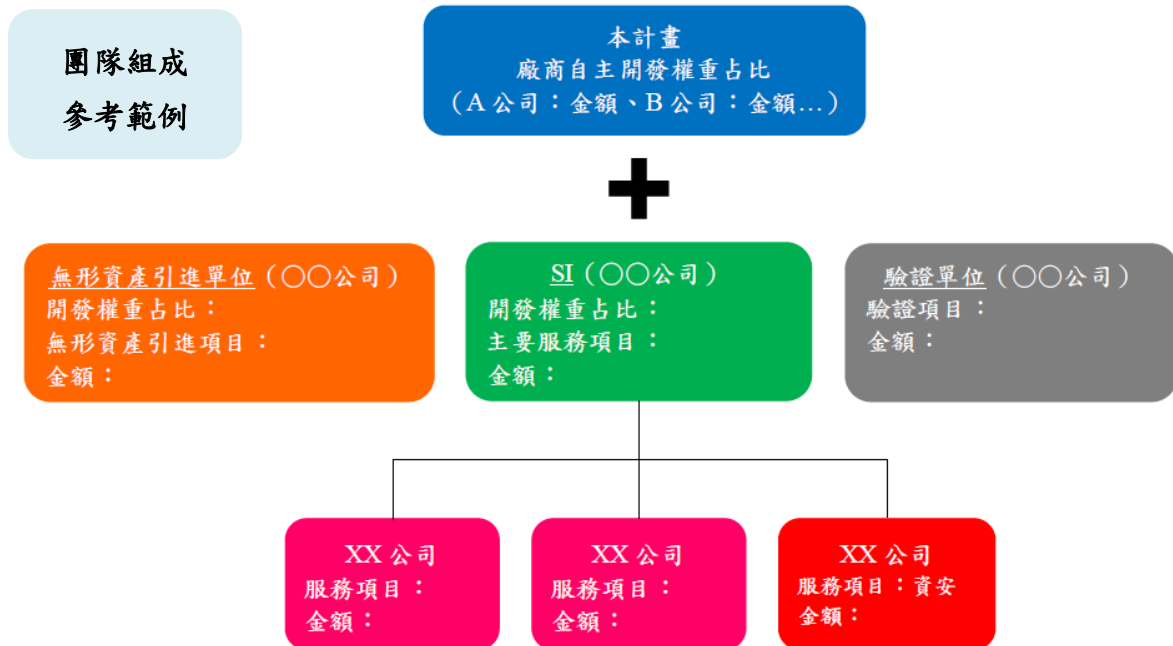 團隊組成
參考範例
本計畫
廠商自主開發權重占比
（A 公司：金額、B 公司：金額…）
無形資產引進單位（○○公司）
開發權重占比：
無形資產引進項目：
金額：
SI（○○公司）
開發權重占比：
主要服務項目：
金額：
驗證單位（○○公司）
驗證項目：
金額：
XX 公司
服務項目：
金額：
XX 公司
服務項目：
金額：
XX 公司
服務項目：資安
金額：